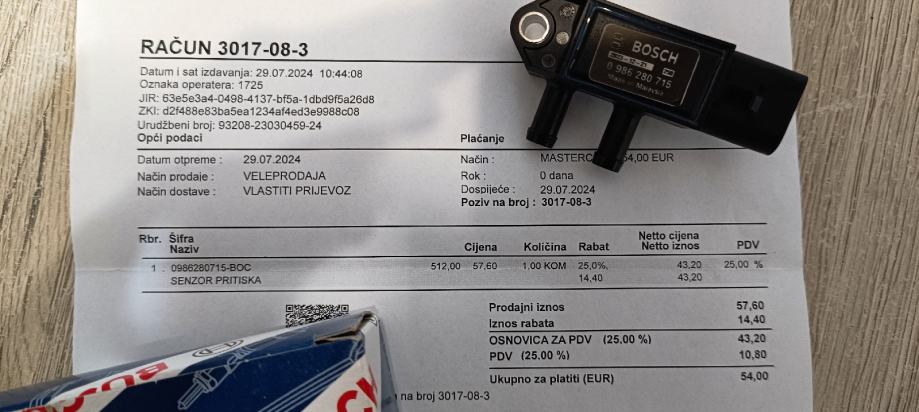 RAČUN 3017-08-3
Datum i sat izdavanja: 29.07.2024 10:44:08
Oznaka operatera: 1725
JIR: 63e5e3a4-0498-4137-bf5a-1dbd9f5a26d8
ZKI: d2f488e83ba5ea1234af4ed3e9988c08
Urudžbeni broj: 93208-23030459-24
Opći podaci
Plaćanje
Datum otpreme : 29.07.2024
Način : 54,00 EUR
Način prodaje : VELEPRODAJA
Rok : 0 dana
Način dostave : VLASTITI PRIJEVOZ
Dospijeće : 29.07.2024
Poziv na broj : 3017-08-3
Rbr. Šifra Netto cijena
Naziv Cijena Količina Rabat Netto iznos PDV
1 . 0986280715-BOC 512,00 57,60 1,00 KOM 25,0% 43,20 25,00 %
SENZOR PRITISKA 14,40 43,20
Prodajni iznos 57,60
Iznos rabata 14,40
OSNOVICA ZA PDV (25.00 %) 43,20
PDV (25.00 %) 10,80
Ukupno za platiti (EUR) 54,00
na broj 3017-08-3
BOSCH
0 986 280 715
Made in Malaysia